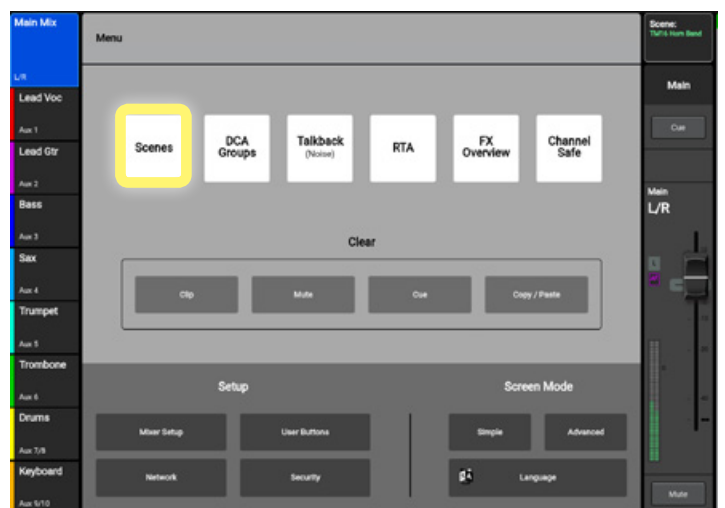 Main Mix
L/R
Lead Voc
Aux 1
Lead Gtr
Aux 2
Bass
Aux 3
Sax
Aux 4
Trumpet
Aux 5
Trombone
Aux 6
Drums
Aux 7/8
Keyboard
Aux 9/10
Menu
Scenes
DCA
Groups
Talkback
(Noise)
RTA
FX
Overview
Channel
Safe
Clear
Clip
Mute
Cue
Copy / Paste
Setup
Mixer Setup
User Buttons
Network
Security
Screen Mode
Simple
Advanced
Language
Scene:
TM16 Horn Band
Main
Cue
Main
L/R
L
Mute